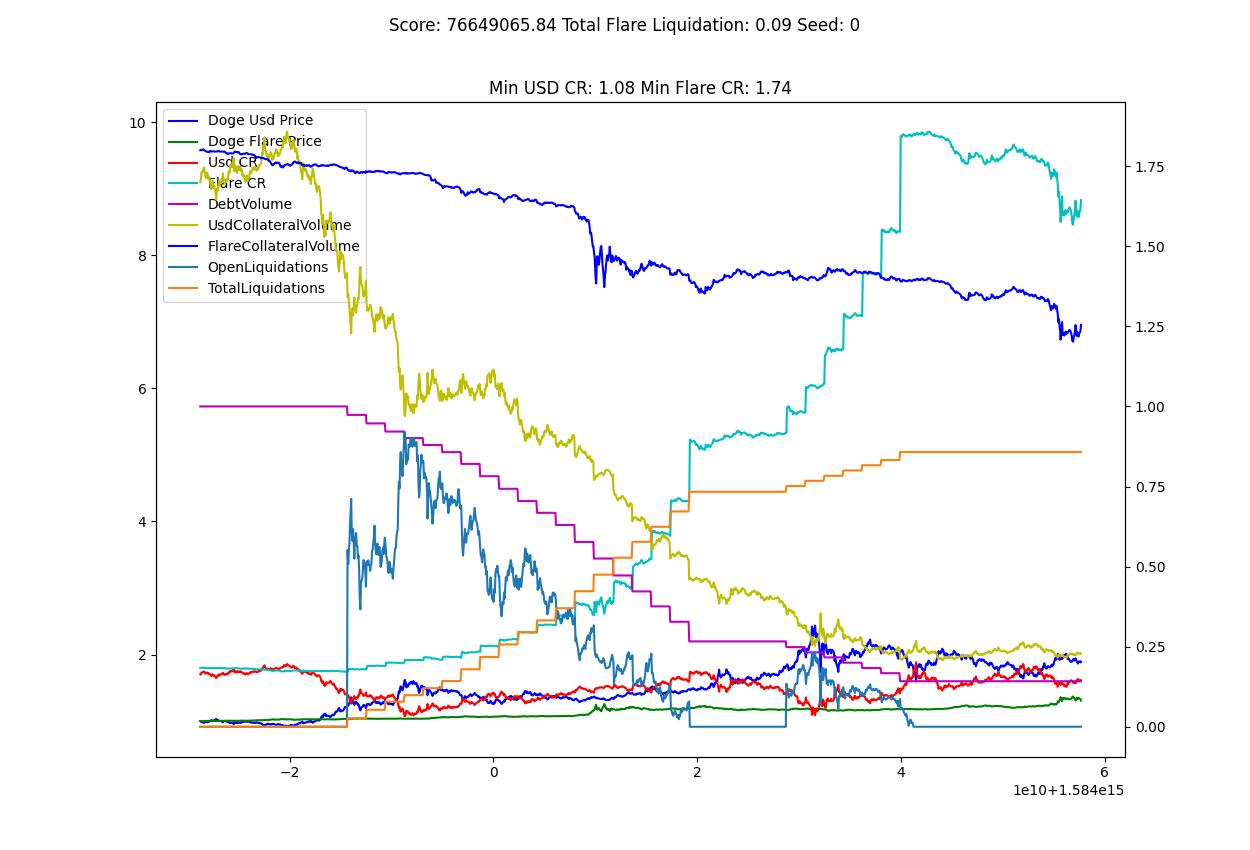 Score: 76649065.84 Total Flare Liquidation: 0.09 Seed: 0
Min USD CR: 1.08 Min Flare CR: 1.74
Doge Usd Price
Doge Flare Price
Usd CR
Flare CR
DebtVolume
UsdCollateralVolume
FlareCollateralVolume
OpenLiquidations
TotalLiquidations
10
8
6
4
2
1.75
1.50
1.25
1.00
0.75
0.50
0.25
0.00
−2 0 2 4 6
1e10+1.584e15